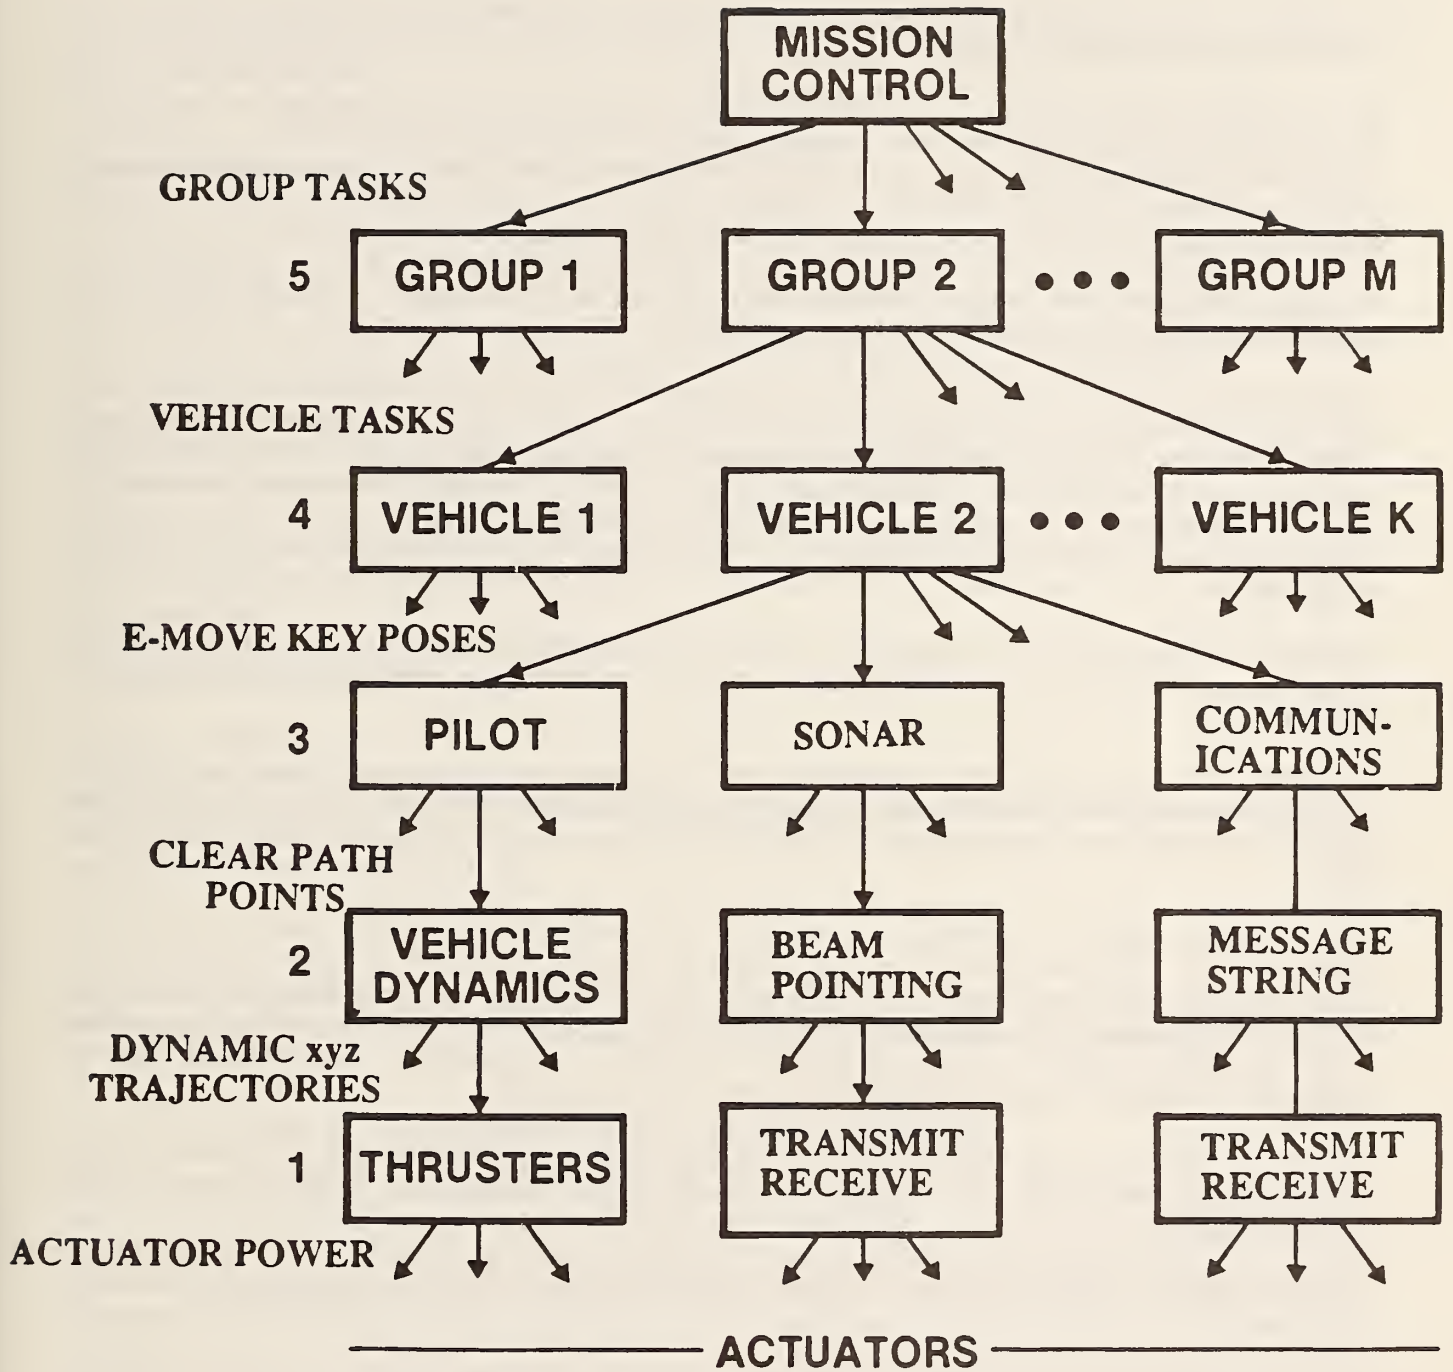 MISSION
CONTROL
GROUP TASKS
5
GROUP 1
GROUP 2
GROUP M
VEHICLE TASKS
4
VEHICLE 1
VEHICLE 2
VEHICLE K
E-MOVE KEY POSES
3
PILOT
SONAR
COMMUN-
ICATIONS
CLEAR PATH
POINTS
2
VEHICLE
DYNAMICS
BEAM
POINTING
MESSAGE
STRING
DYNAMIC xyz
TRAJECTORIES
1
THRUSTERS
TRANSMIT
RECEIVE
TRANSMIT
RECEIVE
ACTUATOR POWER
ACTUATORS